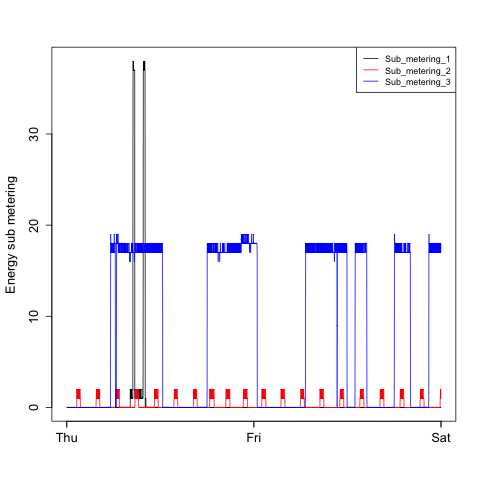 Sub_metering_1
Sub_metering_2
Sub_metering_3
Energy sub metering
30
20
10
0
Thu Fri Sat